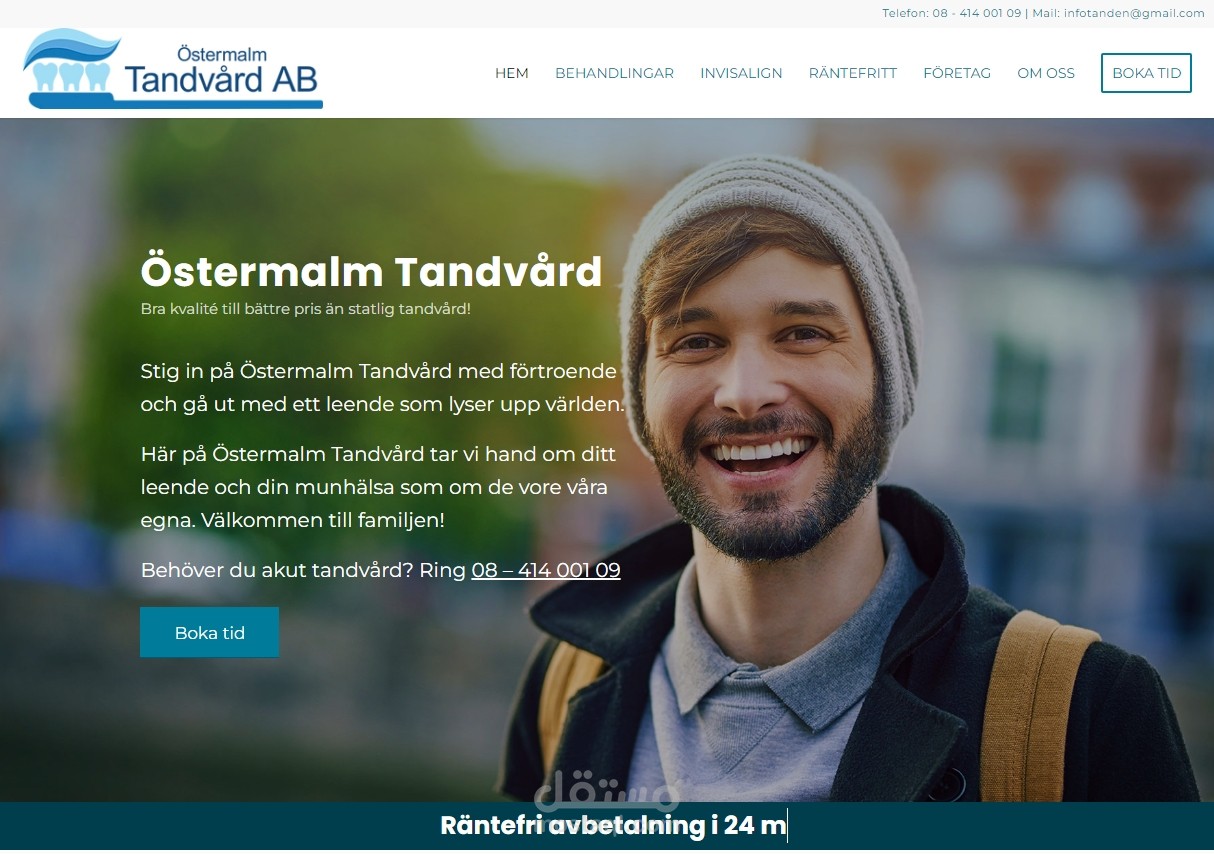 Telefon: 08 - 414 001 09 | Mail: infotanden@gmail.com
Östermalm
Tandvård AB
HEM BEHANDLINGAR INVISALIGN RÄNTEFRITT FÖRETAG OM OSS BOKA TID
Östermalm Tandvård
Bra kvalité till bättre pris än statlig tandvård!
Stig in på Östermalm Tandvård med förtroende
och gå ut med ett leende som lyser upp världen.
Här på Östermalm Tandvård tar vi hand om ditt
leende och din munhälsa som om de vore våra
egna. Välkommen till familjen!
Behöver du akut tandvård? Ring 08 – 414 001 09
Boka tid
مستقل
Räntefri avbetalning i 24 m